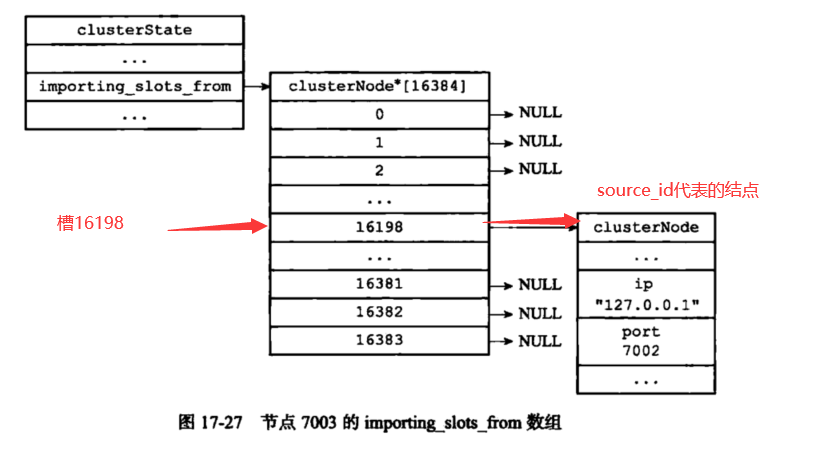 clusterState
...
importing_slots_from
...
clusterNode*[16384]
0
NULL
1
NULL
2
NULL
...
source_id代表的结点
槽16198
16198
clusterNode
...
...
ip
"127.0.0.1"
16381
NULL
16382
NULL
port
7002
16383
NULL
...
图 17-27 节点 7003 的 importing_slots_from 数组